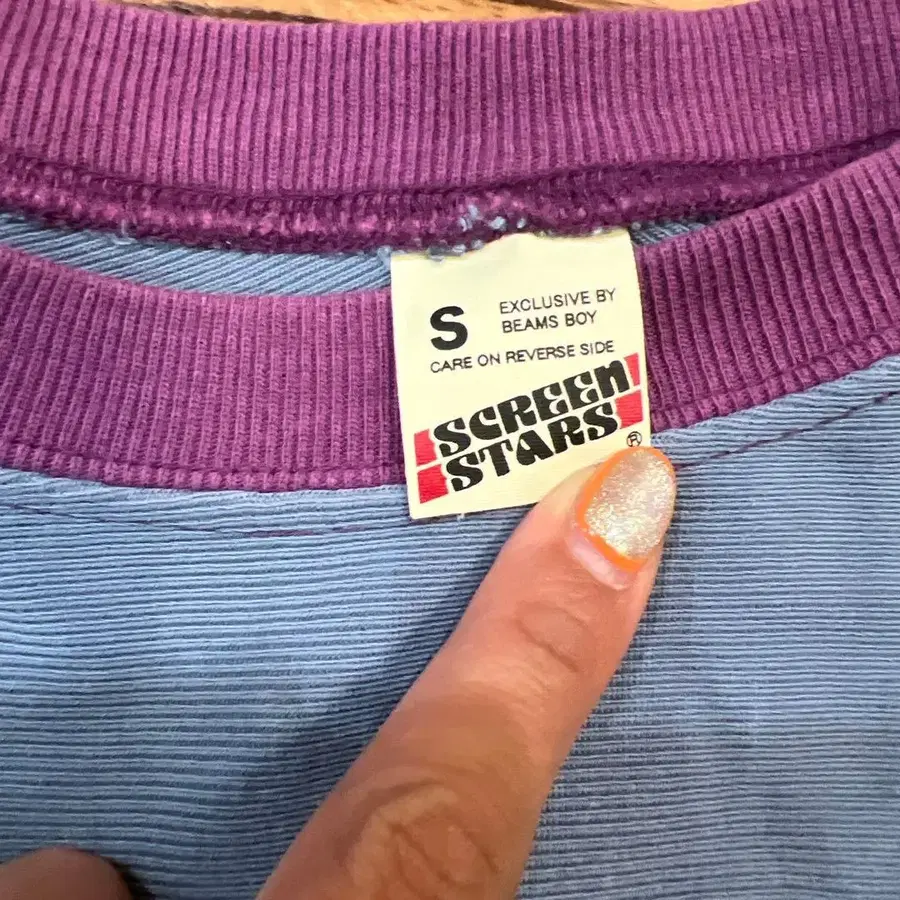 S
EXCLUSIVE BY
BEAMS BOY
CARE ON REVERSE SIDE
SCREEN
STARS®